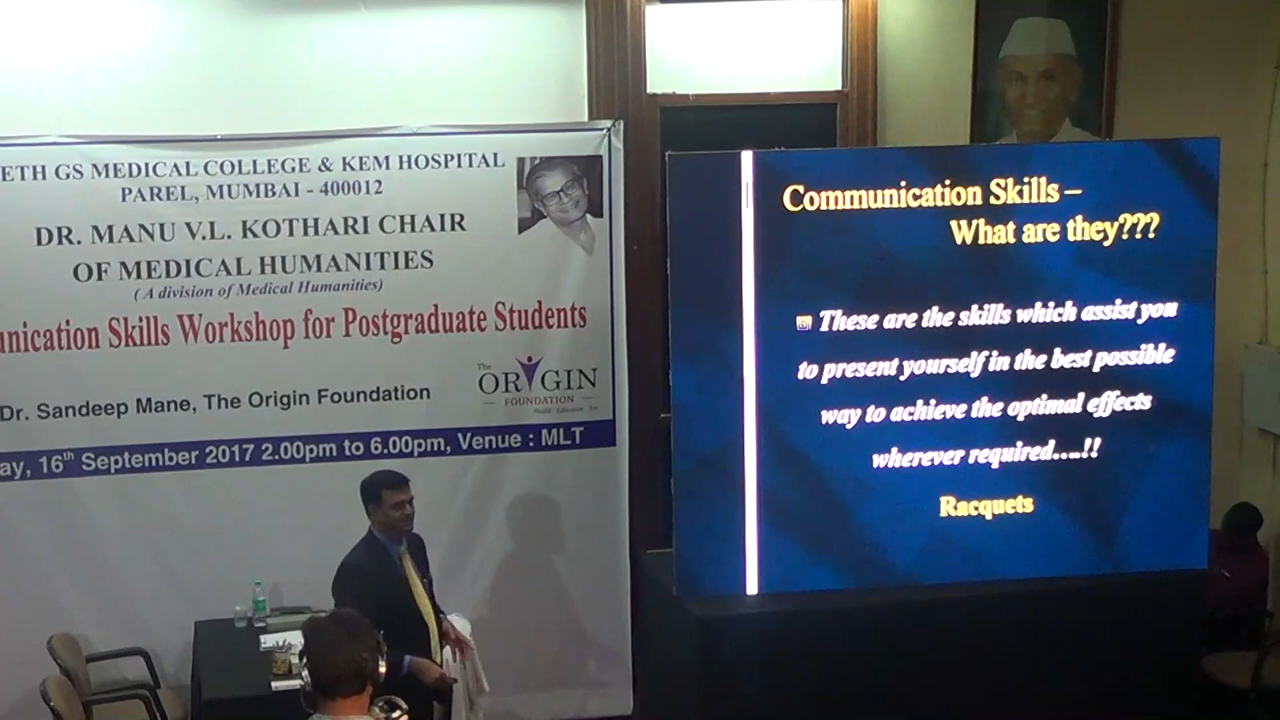 ETH GS MEDICAL COLLEGE & KEM HOSPITAL
PAREL, MUMBAI - 400012
DR. MANU V.L. KOTHARI CHAIR
OF MEDICAL HUMANITIES
( A division of Medical Humanities)
unication Skills Workshop for Postgraduate Students
The
ORIGIN
FOUNDATION
Dr. Sandeep Mane, The Origin Foundation
ay, 16th September 2017 2.00pm to 6.00pm, Venue : MLT
Communication Skills –
What are they???
These are the skills which assist you
to present yourself in the best possible
way to achieve the optimal effects
wherever required....!!
Racquets